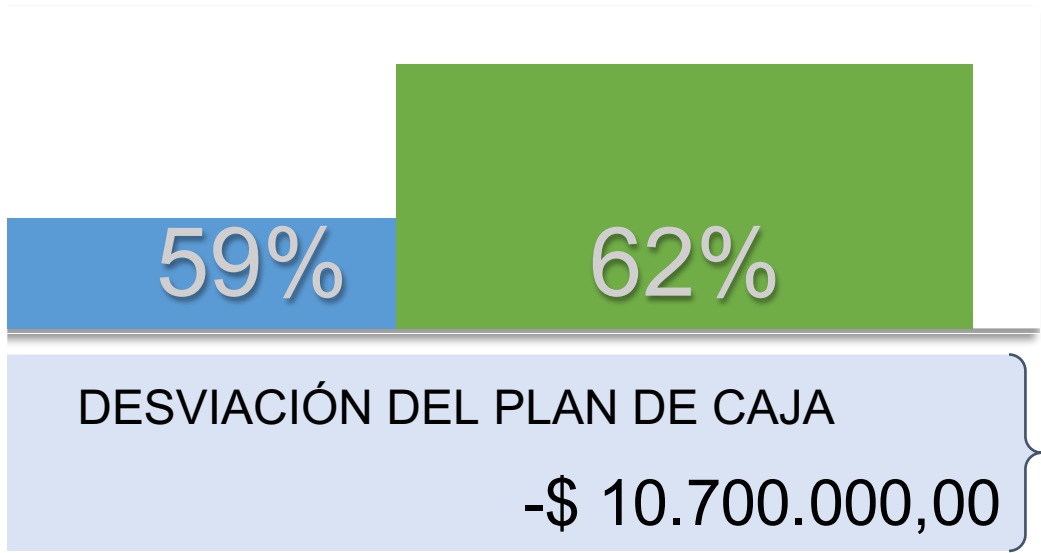 59% 62%
DESVIACIÓN DEL PLAN DE CAJA
-$ 10.700.000,00